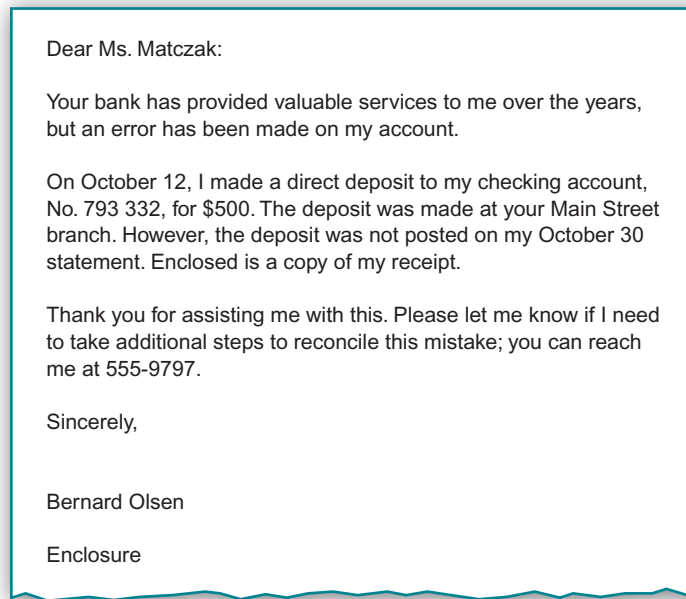 Dear Ms. Matczak:
Your bank has provided valuable services to me over the years,
but an error has been made on my account.
On October 12, I made a direct deposit to my checking account,
No. 793 332, for $500. The deposit was made at your Main Street
branch. However, the deposit was not posted on my October 30
statement. Enclosed is a copy of my receipt.
Thank you for assisting me with this. Please let me know if I need
to take additional steps to reconcile this mistake; you can reach
me at 555-9797.
Sincerely,
Bernard Olsen
Enclosure